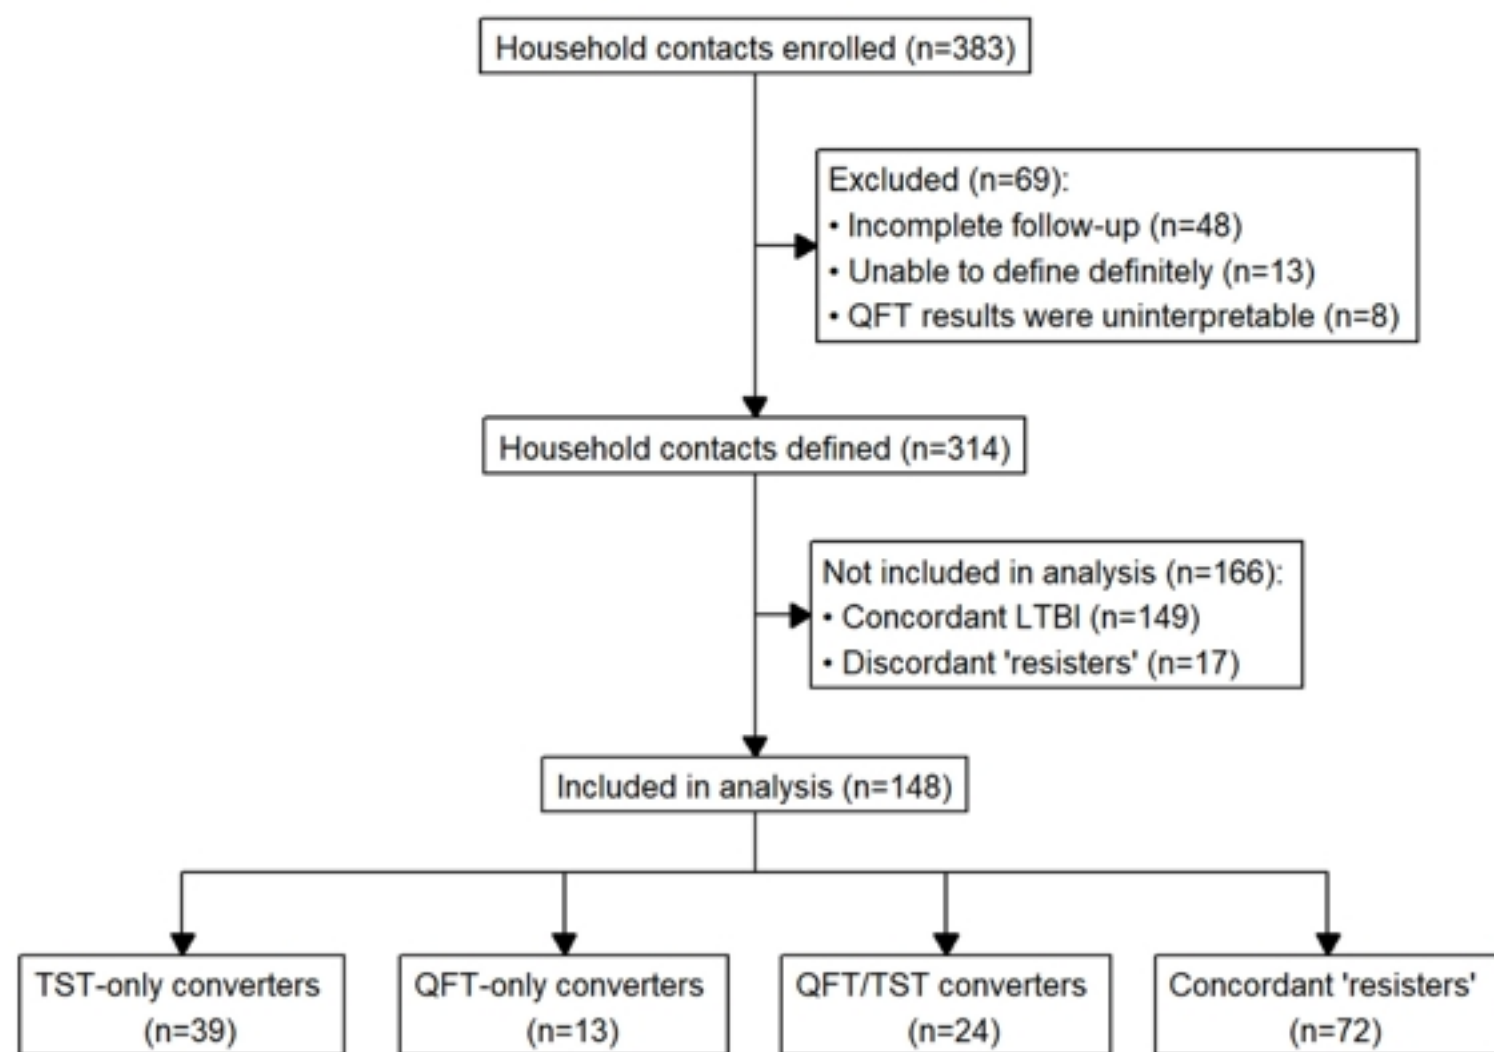 Household contacts enrolled (n=383)
Excluded (n=69):
• Incomplete follow-up (n=48)
• Unable to define definitely (n=13)
• QFT results were uninterpretable (n=8)
Household contacts defined (n=314)
Not included in analysis (n=166):
• Concordant LTBI (n=149)
• Discordant 'resisters' (n=17)
Included in analysis (n=148)
TST-only converters
(n=39)
QFT-only converters
(n=13)
QFT/TST converters
(n=24)
Concordant 'resisters'
(n=72)